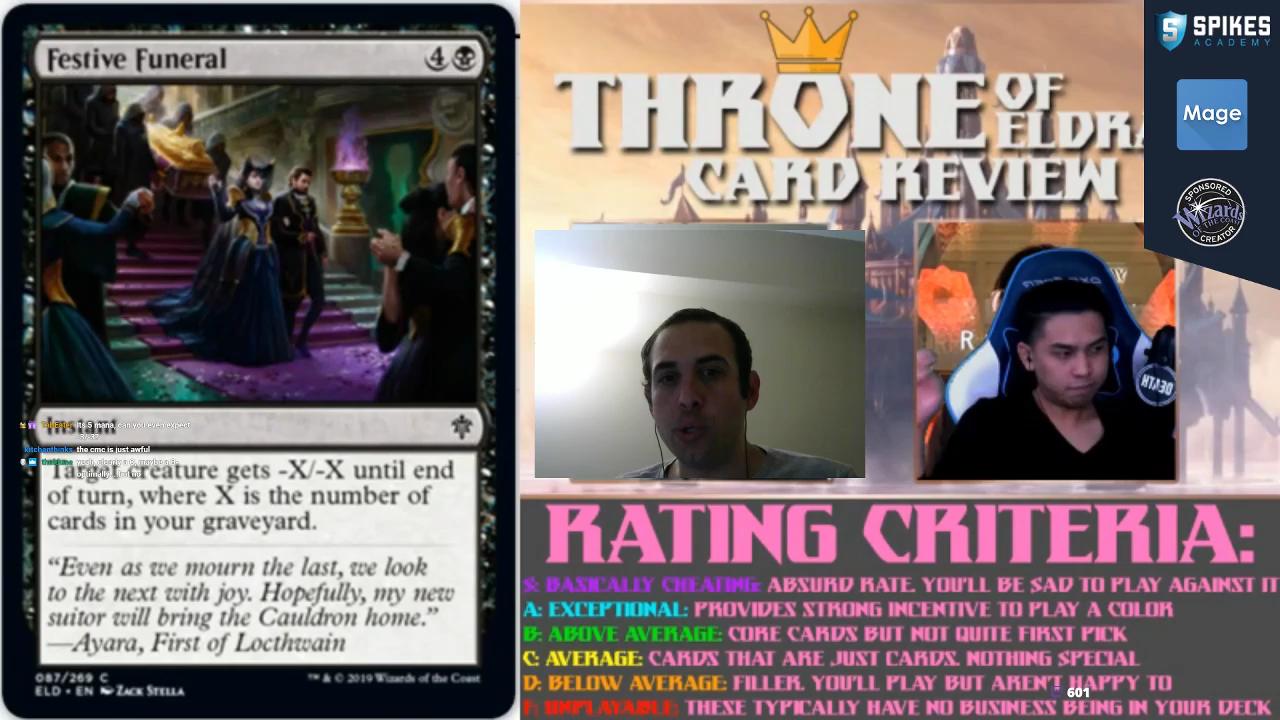 Festive Funeral 4
THRONE OF
ELDRA
CARD REVIEW
SPIKES
ACADEMY
Mage
SPONSORED
Wizards
OF THE COAST
CREATOR
R
DEATH
Its 5 mana, can you even expect
kitchenthinks the cmc is just awful
creature gets -X/-X until end
of turn, where X is the number of
cards in your graveyard.
"Even as we mourn the last, we look
to the next with joy. Hopefully, my new
suitor will bring the Cauldron home."
—Ayara, First of Locthwain
087/269 C
ELD • EN ZACK STELLA
™ & © 2019 Wizards of the Coast
RATING CRITERIA:
S: BASICALLY CHEATING: ABSURD RATE. YOU'LL BE SAD TO PLAY AGAINST IT
A: EXCEPTIONAL: PROVIDES STRONG INCENTIVE TO PLAY A COLOR
B: ABOVE AVERAGE: CORE CARDS BUT NOT QUITE FIRST PICK
C: AVERAGE: CARDS THAT ARE JUST CARDS. NOTHING SPECIAL
D: BELOW AVERAGE: FILLER. YOU'LL PLAY BUT AREN'T HAPPY TO
601
F: UNPLAYABLE: THESE TYPICALLY HAVE NO BUSINESS BEING IN YOUR DECK